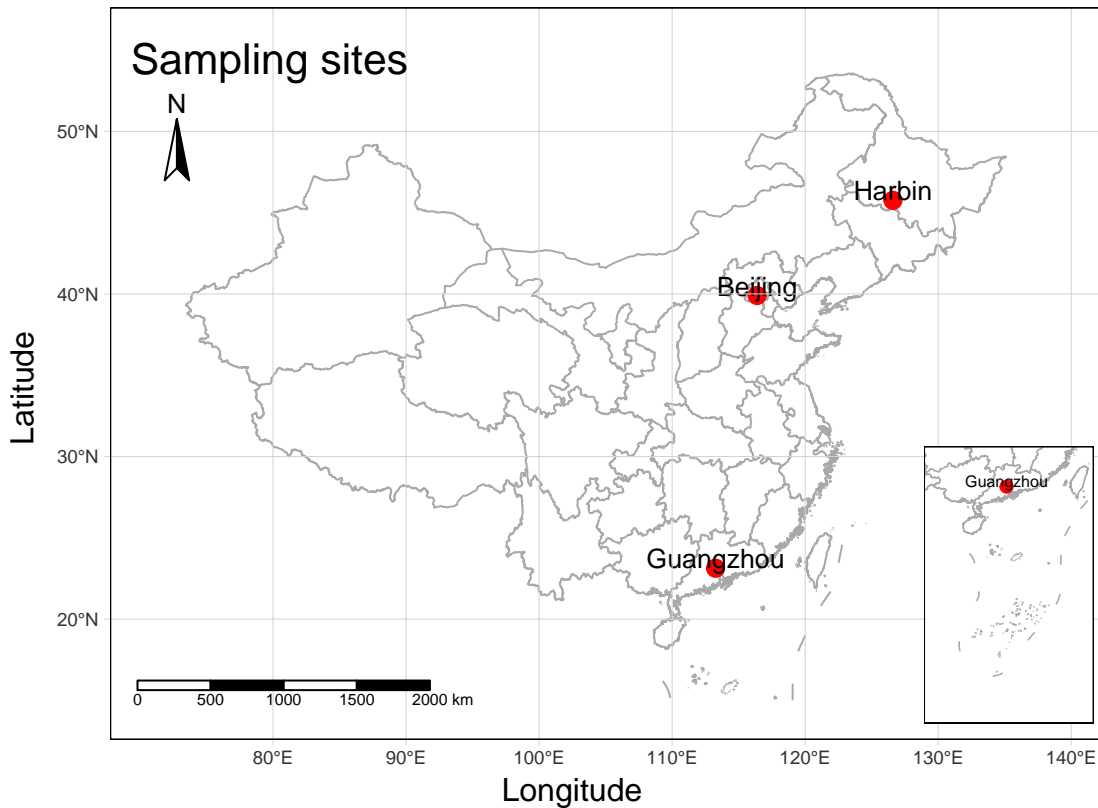 Sampling sites
N
50°N
Harbin
Beijing
40°N
Latitude
30°N
Guangzhou
Guangzhou
20°N
0 500 1000 1500 2000 km
80°E 90°E 100°E 110°E 120°E 130°E 140°E
Longitude